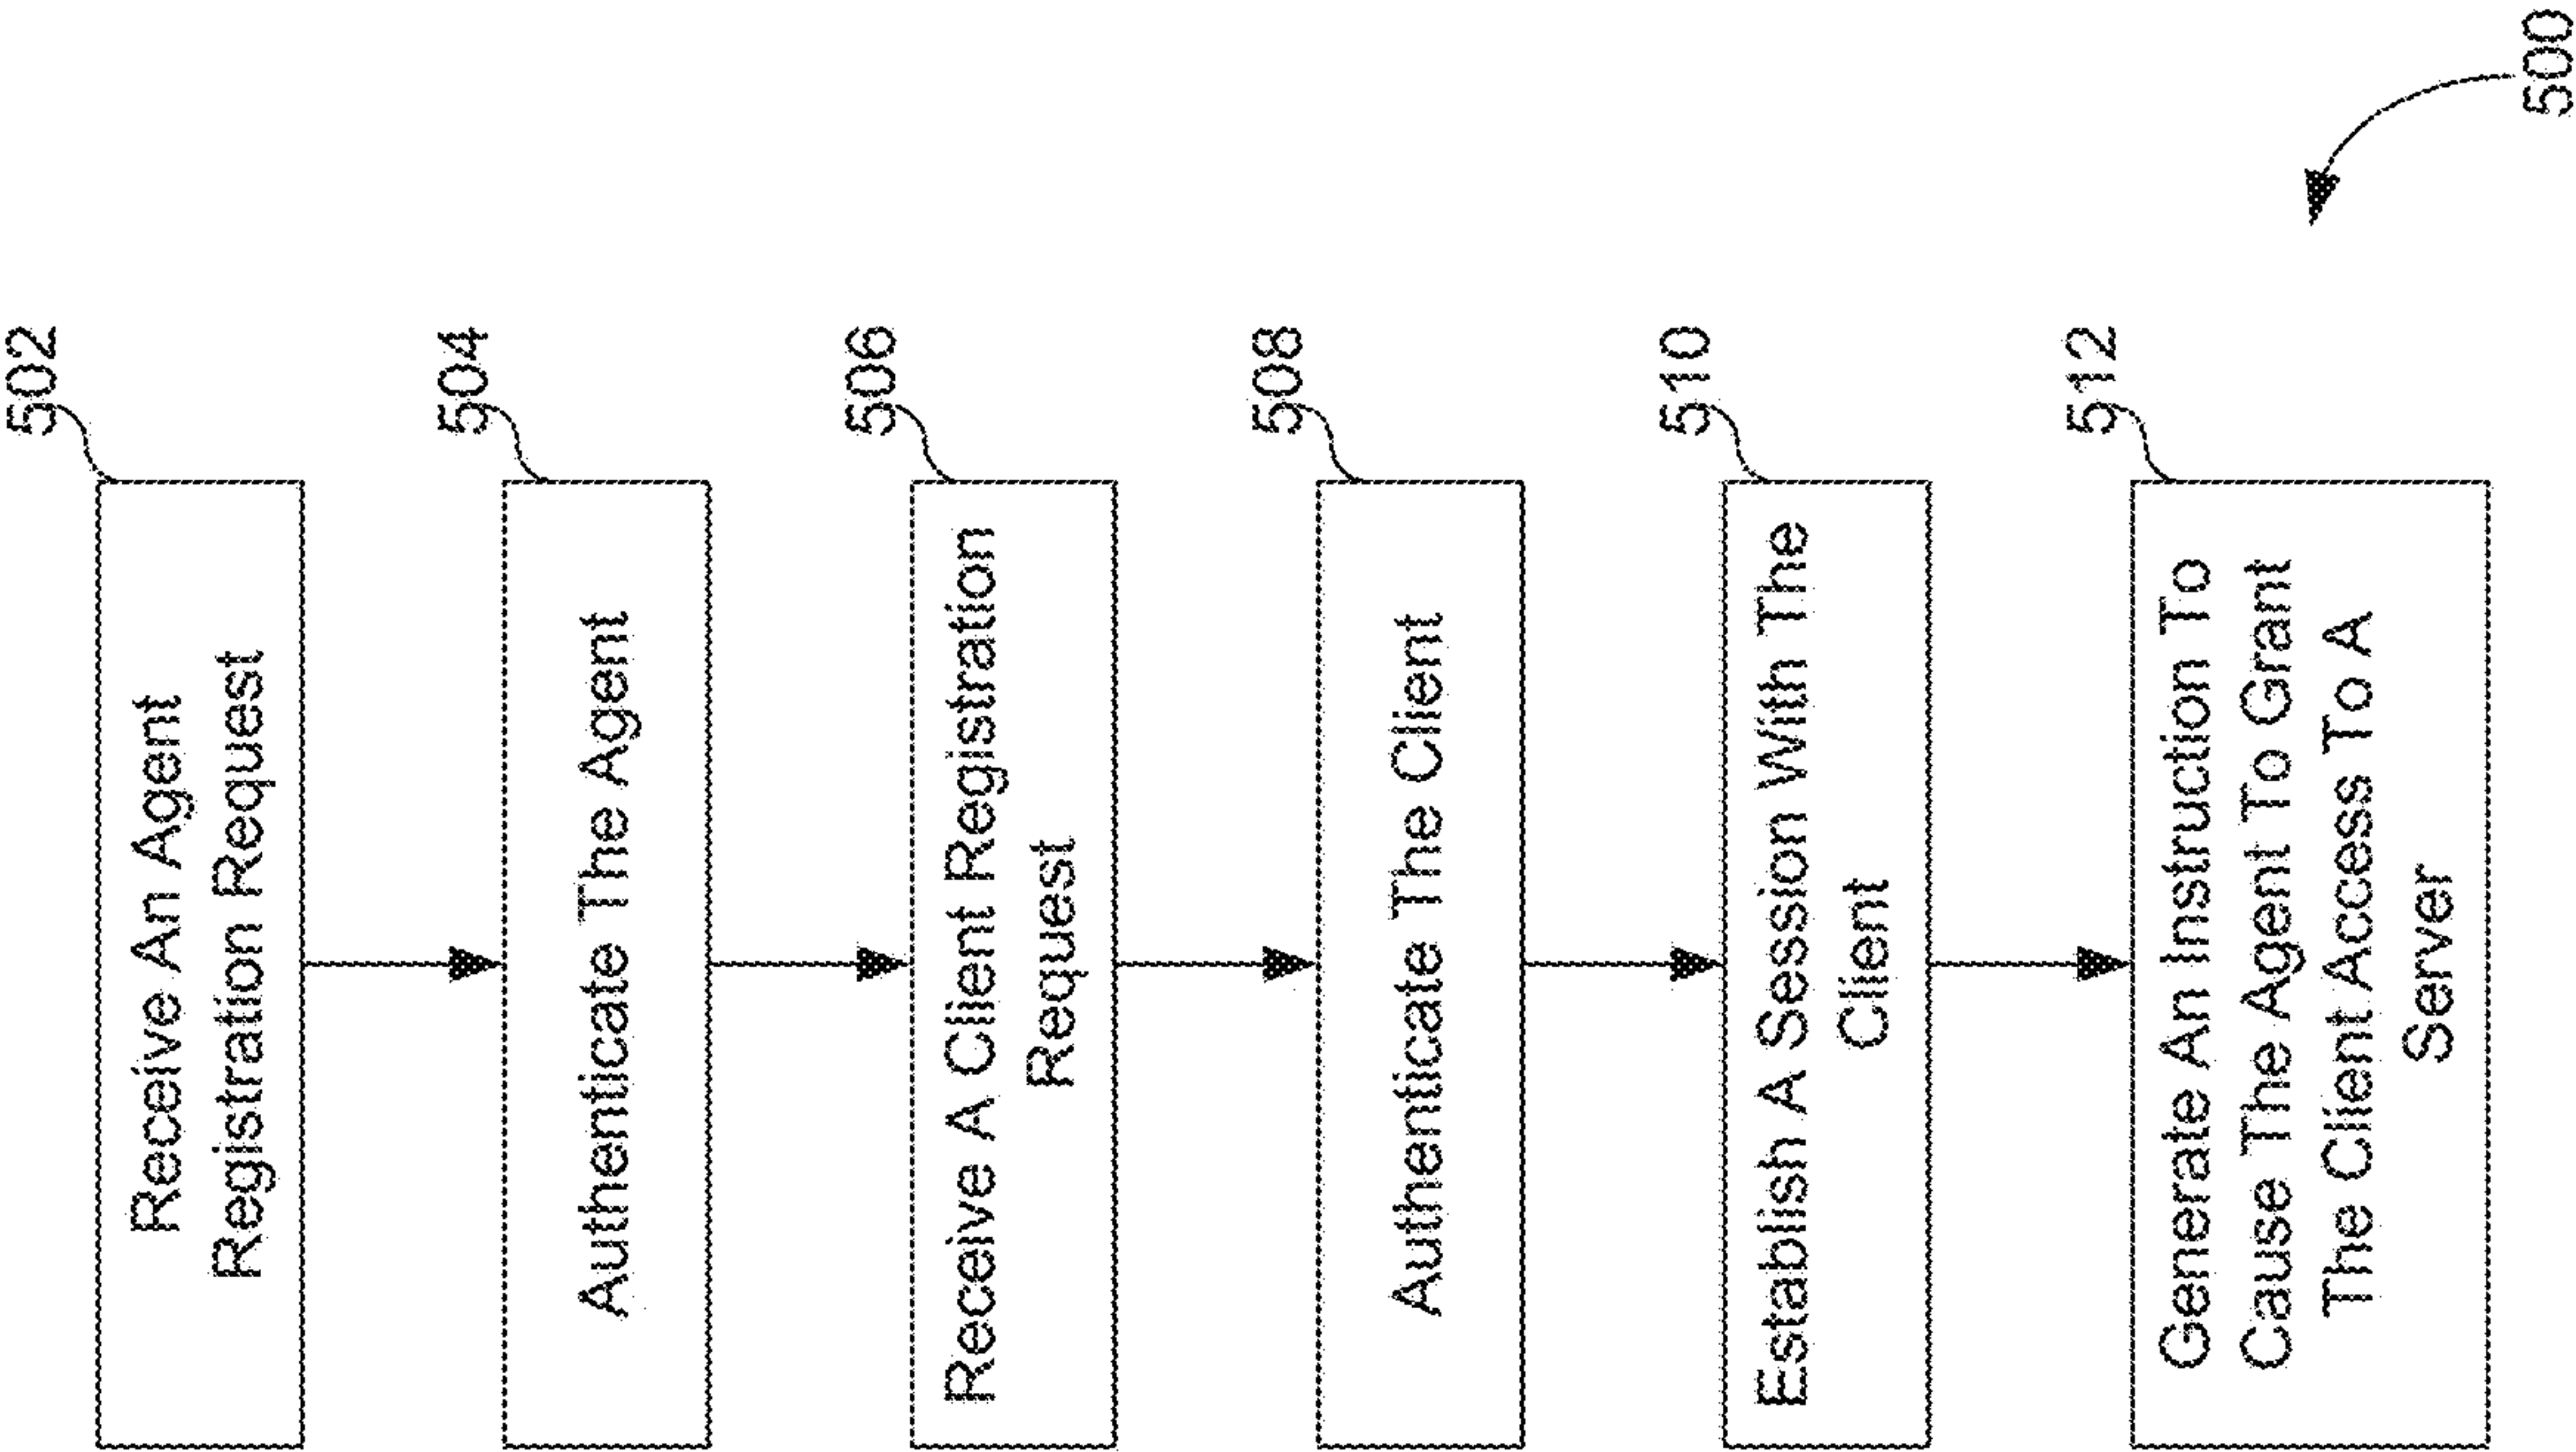 502
Receive An Agent
Registration Request
504
Authenticate The Agent
506
Receive A Client Registration
Request
508
Authenticate The Client
510
Establish A Session With The
Client
512
Generate An Instruction To
Cause The Agent To Grant
The Client Access To A
Server
500